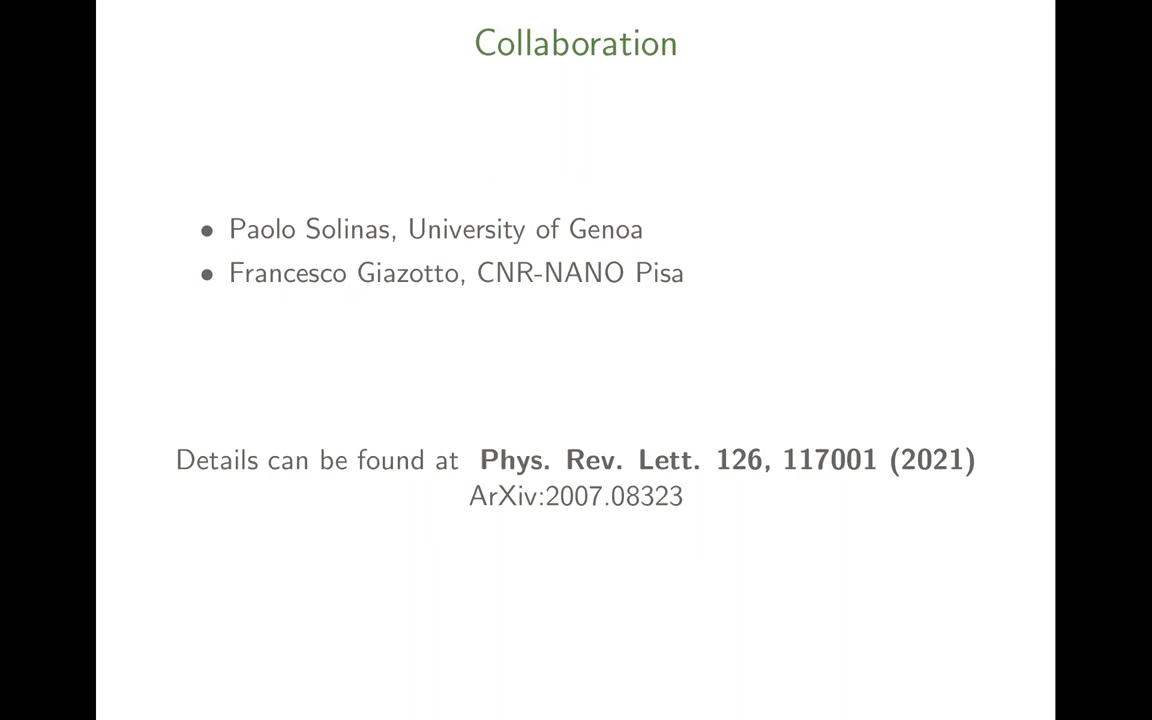 Collaboration
• Paolo Solinas, University of Genoa
• Francesco Giazotto, CNR-NANO Pisa
Details can be found at Phys. Rev. Lett. 126, 117001 (2021)
ArXiv:2007.08323